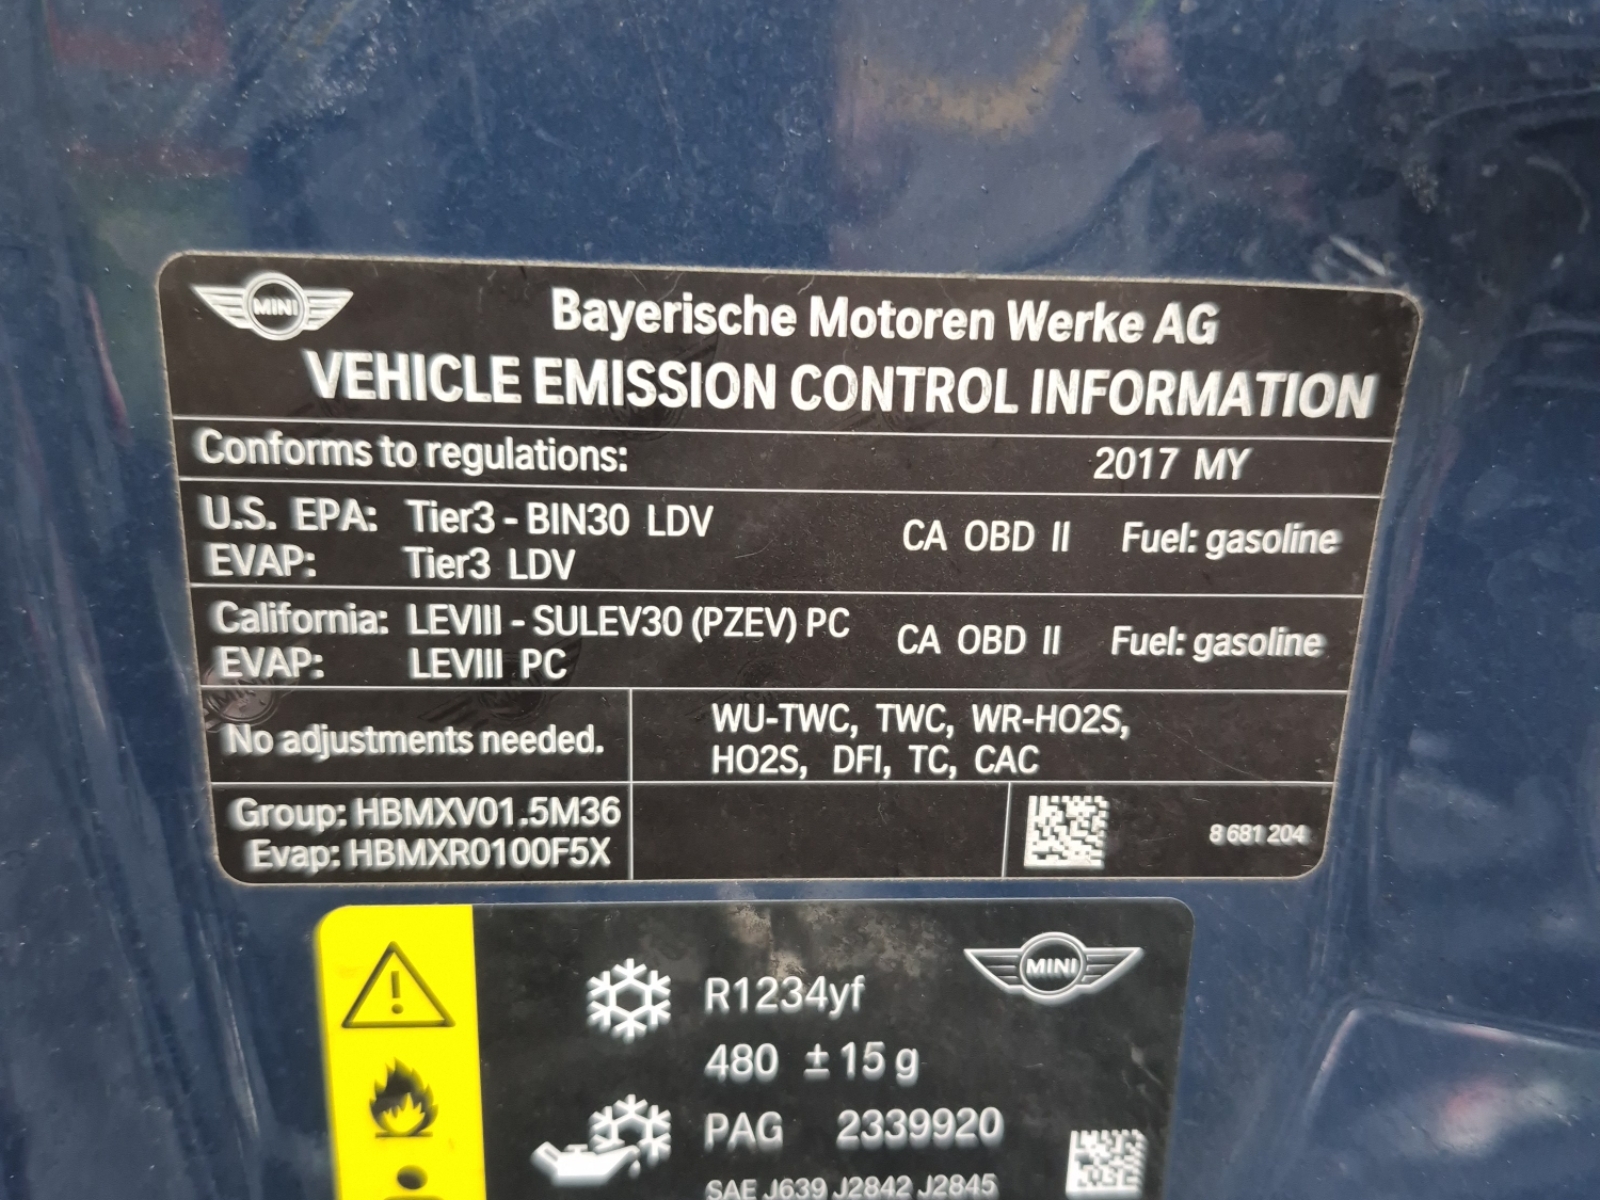 MINI
Bayerische Motoren Werke AG
VEHICLE EMISSION CONTROL INFORMATION
Conforms to regulations: 2017 MY
U.S. EPA: Tier3 - BIN30 LDV CA OBD II Fuel: gasoline
EVAP: Tier3 LDV
California: LEVIII - SULEV30 (PZEV) PC CA OBD II Fuel: gasoline
EVAP: LEVIII PC
No adjustments needed.
WU-TWC, TWC, WR-HO2S,
HO2S, DFI, TC, CAC
Group: HBMXV01.5M36
Evap: HBMXR0100F5X
8 681 204
MINI
R1234yf
480 ± 15 g
PAG 2339920
SAE J639 J2842 J2845